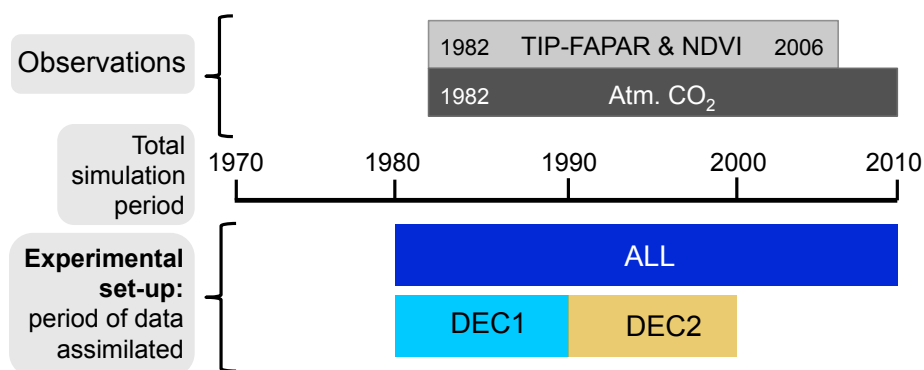 Observations
1982 TIP-FAPAR & NDVI 2006
1982 Atm. CO₂
Total
simulation
period
1970 1980 1990 2000 2010
Experimental
set-up:
period of data
assimilated
ALL
DEC1 DEC2